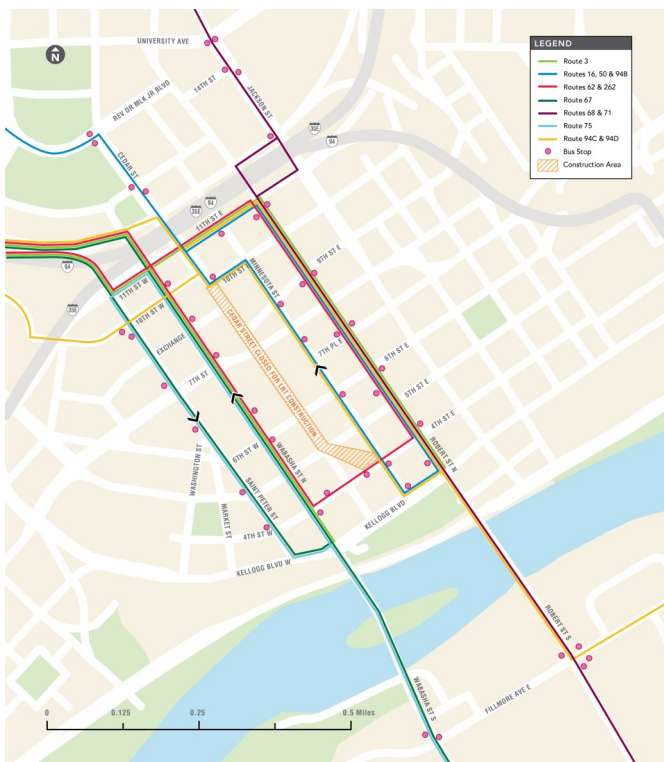 UNIVERSITY AVE
N
REV DR MLK JR BLVD
14TH ST
JACKSON ST
35E
94
LEGEND
Route 3
Routes 16, 50 & 94B
Routes 62 & 262
Route 67
Routes 68 & 71
Route 75
Route 94C & 94D
Bus Stop
Construction Area
CEDAR ST
35E
94
11TH ST E
9TH ST E
94
35E
11TH ST W
10TH ST W
10TH ST
MINNESOTA ST
EXCHANGE
7TH ST
7TH PL E
6TH ST E
5TH ST E
4TH ST E
CEDAR STREET CLOSED FOR LRT CONSTRUCTION
WASHINGTON ST
6TH ST W
WABASHA ST N
ROBERT ST N
MARKET ST
SAINT PETER ST
4TH ST W
KELLOGG BLVD
KELLOGG BLVD W
ROBERT ST S
WABASHA ST S
FILLMORE AVE E
0
0.125
0.25
0.5 Miles